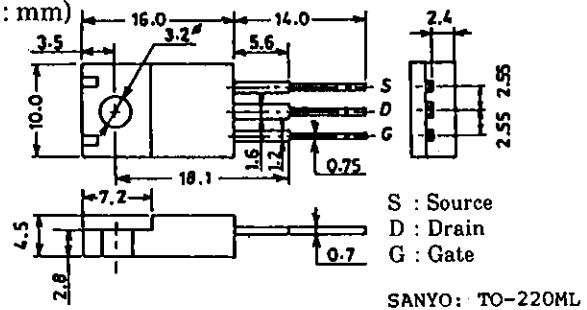 : mm)
16.0
14.0
3.5
3.2ø
5.6
2.4
10.0
S
D
G
2.55
2.55
1.6
1.2
0.75
18.1
7.2
4.5
2.8
0.7
S : Source
D : Drain
G : Gate
SANYO: TO-220ML